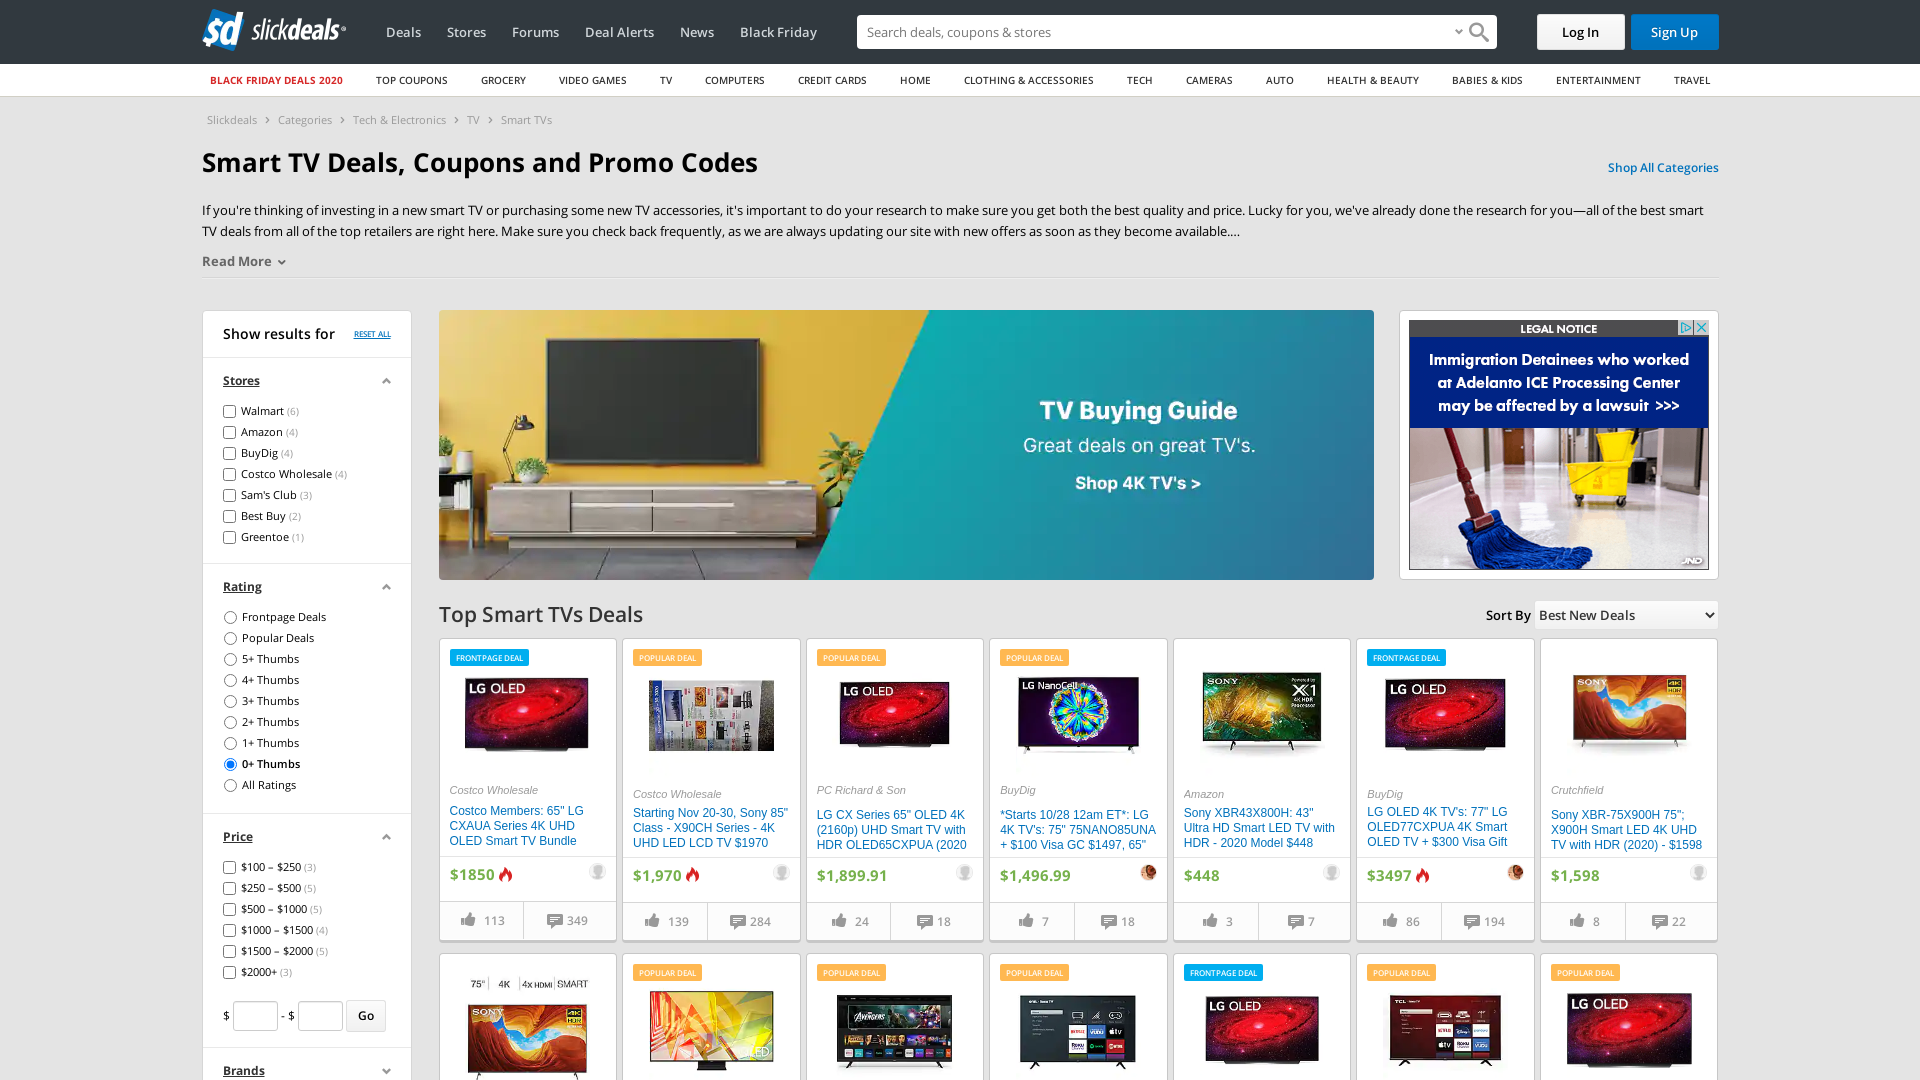 sd slickdeals
Deals
Stores
Forums
Deal Alerts
News
Black Friday
Search deals, coupons & stores
Log In
Sign Up
BLACK FRIDAY DEALS 2020
TOP COUPONS
GROCERY
VIDEO GAMES
TV
COMPUTERS
CREDIT CARDS
HOME
CLOTHING & ACCESSORIES
TECH
CAMERAS
AUTO
HEALTH & BEAUTY
BABIES & KIDS
ENTERTAINMENT
TRAVEL
Slickdeals > Categories > Tech & Electronics > TV > Smart TVs
Smart TV Deals, Coupons and Promo Codes
Shop All Categories
If you're thinking of investing in a new smart TV or purchasing some new TV accessories, it's important to do your research to make sure you get both the best quality and price. Lucky for you, we've already done the research for you—all of the best smart
TV deals from all of the top retailers are right here. Make sure you check back frequently, as we are always updating our site with new offers as soon as they become available.…
Read More
Show results for
RESET ALL
Stores
Walmart (6)
Amazon (4)
BuyDig (4)
Costco Wholesale (4)
Sam's Club (3)
Best Buy (2)
Greentoe (1)
Rating
Frontpage Deals
Popular Deals
5+ Thumbs
4+ Thumbs
3+ Thumbs
2+ Thumbs
1+ Thumbs
0+ Thumbs
All Ratings
Price
$100 – $250 (3)
$250 – $500 (5)
$500 – $1000 (5)
$1000 – $1500 (4)
$1500 – $2000 (5)
$2000+ (3)
$ - $ Go
Brands
TV Buying Guide
Great deals on great TV's.
Shop 4K TV's >
LEGAL NOTICE
Immigration Detainees who worked
at Adelanto ICE Processing Center
may be affected by a lawsuit >>>
JND
Top Smart TVs Deals
Sort By Best New Deals
FRONTPAGE DEAL
LG OLED
Costco Wholesale
Costco Members: 65" LG
CXAUA Series 4K UHD
OLED Smart TV Bundle
$1850
113
349
POPULAR DEAL
Costco Wholesale
Starting Nov 20-30, Sony 85"
Class - X90CH Series - 4K
UHD LED LCD TV $1970
$1,970
139
284
POPULAR DEAL
LG OLED
PC Richard & Son
LG CX Series 65" OLED 4K
(2160p) UHD Smart TV with
HDR OLED65CXPUA (2020
$1,899.91
24
18
POPULAR DEAL
LG NanoCell
BuyDig
*Starts 10/28 12am ET*: LG
4K TV's: 75" 75NANO85UNA
+ $100 Visa GC $1497, 65"
$1,496.99
7
18
SONY
X1
4K HDR
Processor
Amazon
Sony XBR43X800H: 43"
Ultra HD Smart LED TV with
HDR - 2020 Model $448
$448
3
7
FRONTPAGE DEAL
LG OLED
BuyDig
LG OLED 4K TV's: 77" LG
OLED77CXPUA 4K Smart
OLED TV + $300 Visa Gift
$3497
86
194
SONY
4K
HDR
Crutchfield
Sony XBR-75X900H 75";
X900H Smart LED 4K UHD
TV with HDR (2020) - $1598
$1,598
8
22
75" 4K 4x HDMI SMART
SONY
4K
HDR
POPULAR DEAL
POPULAR DEAL
AVENGERS
POPULAR DEAL
VUDU
tv
Roku
FRONTPAGE DEAL
LG OLED
POPULAR DEAL
TCL
NETFLIX
tv
Roku
VUDU
POPULAR DEAL
LG OLED